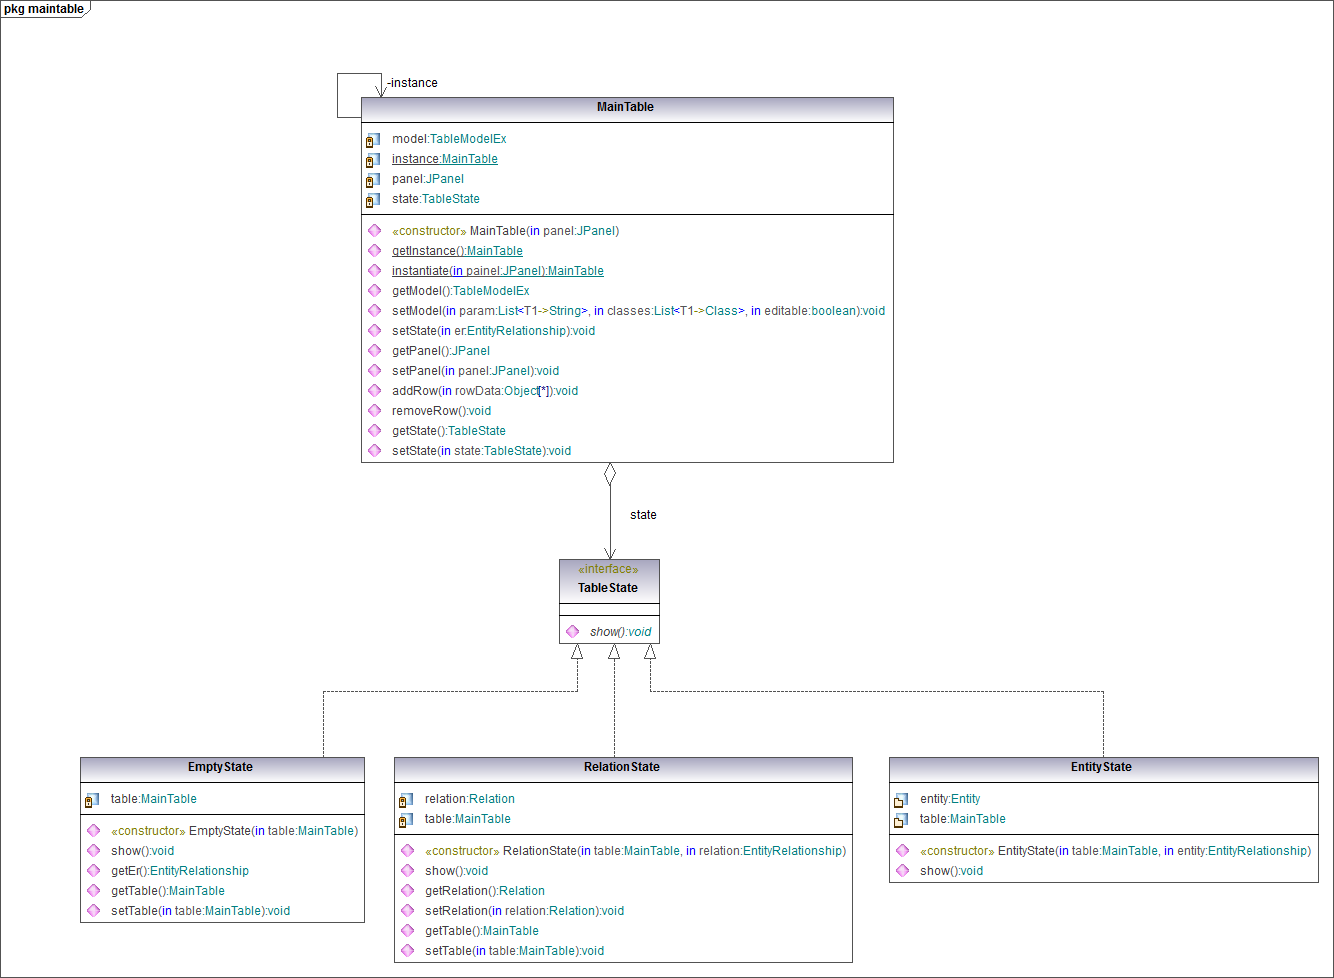 pkg maintable
-instance
MainTable
model:TableModelEx
instance:MainTable
panel:JPanel
state:TableState
«constructor» MainTable(in panel:JPanel)
getInstance():MainTable
instantiate(in painel:JPanel):MainTable
getModel():TableModelEx
setModel(in param:List<T1->String>, in classes:List<T1->Class>, in editable:boolean):void
setState(in er:EntityRelationship):void
getPanel():JPanel
setPanel(in panel:JPanel):void
addRow(in rowData:Object[*]):void
removeRow():void
getState():TableState
setState(in state:TableState):void
state
«interface»
TableState
show():void
EmptyState
table:MainTable
«constructor» EmptyState(in table:MainTable)
show():void
getEr():EntityRelationship
getTable():MainTable
setTable(in table:MainTable):void
RelationState
relation:Relation
table:MainTable
«constructor» RelationState(in table:MainTable, in relation:EntityRelationship)
show():void
getRelation():Relation
setRelation(in relation:Relation):void
getTable():MainTable
setTable(in table:MainTable):void
EntityState
entity:Entity
table:MainTable
«constructor» EntityState(in table:MainTable, in entity:EntityRelationship)
show():void